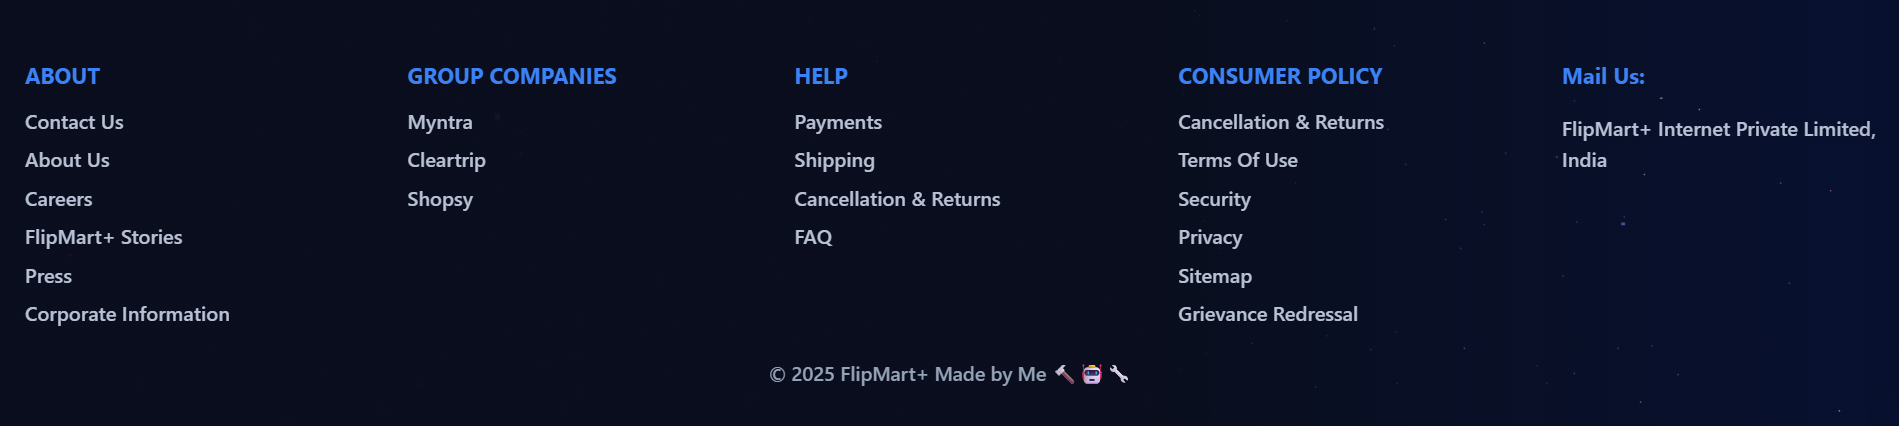 ABOUT
Contact Us
About Us
Careers
FlipMart+ Stories
Press
Corporate Information
GROUP COMPANIES
Myntra
Cleartrip
Shopsy
HELP
Payments
Shipping
Cancellation & Returns
FAQ
CONSUMER POLICY
Cancellation & Returns
Terms Of Use
Security
Privacy
Sitemap
Grievance Redressal
Mail Us:
FlipMart+ Internet Private Limited,
India
© 2025 FlipMart+ Made by Me 🔨 🤖 🔧